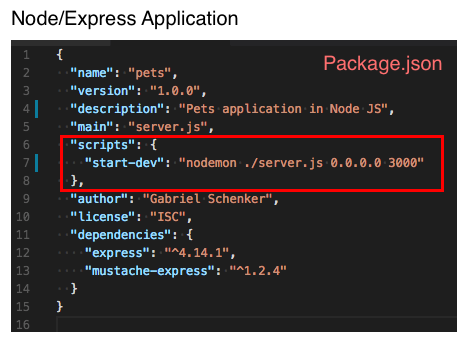 Node/Express Application
Package.json
1 {
2 "name": "pets",
3 "version": "1.0.0",
4 "description": "Pets application in Node JS",
5 "main": "server.js",
6 "scripts": {
7 "start-dev": "nodemon ./server.js 0.0.0.0 3000"
8 },
9 "author": "Gabriel Schenker",
10 "license": "ISC",
11 "dependencies": {
12 "express": "^4.14.1",
13 "mustache-express": "^1.2.4"
14 }
15 }
16